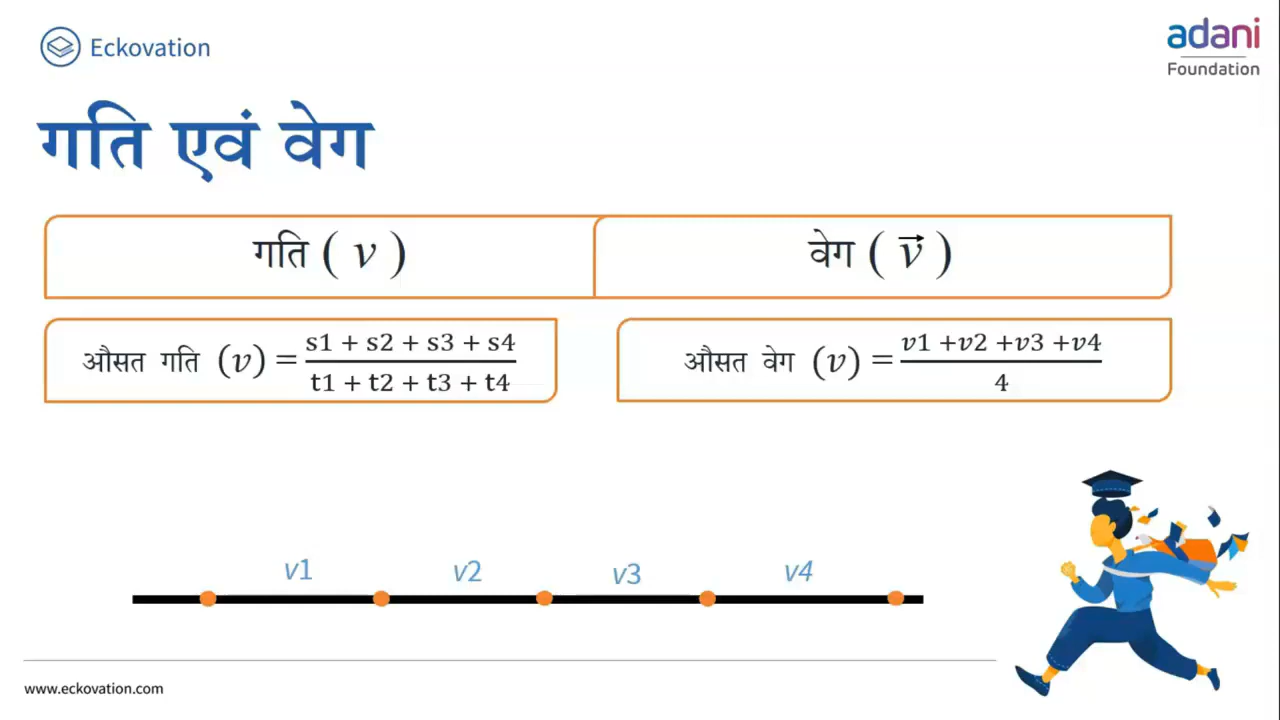 Eckovation
adani
Foundation
गति एवं वेग
गति ( v )
वेग ( v⃗ )
औसत गति (v) = s1 + s2 + s3 + s4 / t1 + t2 + t3 + t4
औसत वेग (v) = v1 +v2 +v3 +v4 / 4
v1 v2 v3 v4
www.eckovation.com